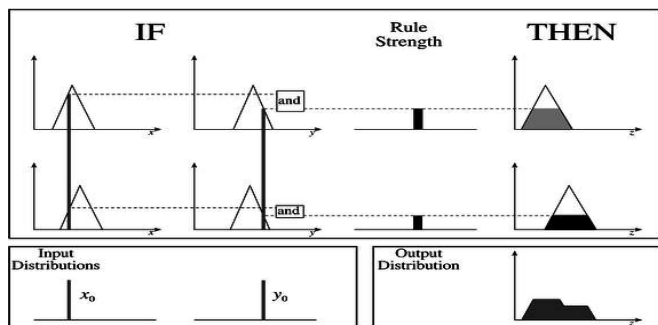 IF
Rule
Strength
THEN
and
x
y
z
and
x
y
z
Input
Distributions
x₀
y₀
Output
Distribution
z